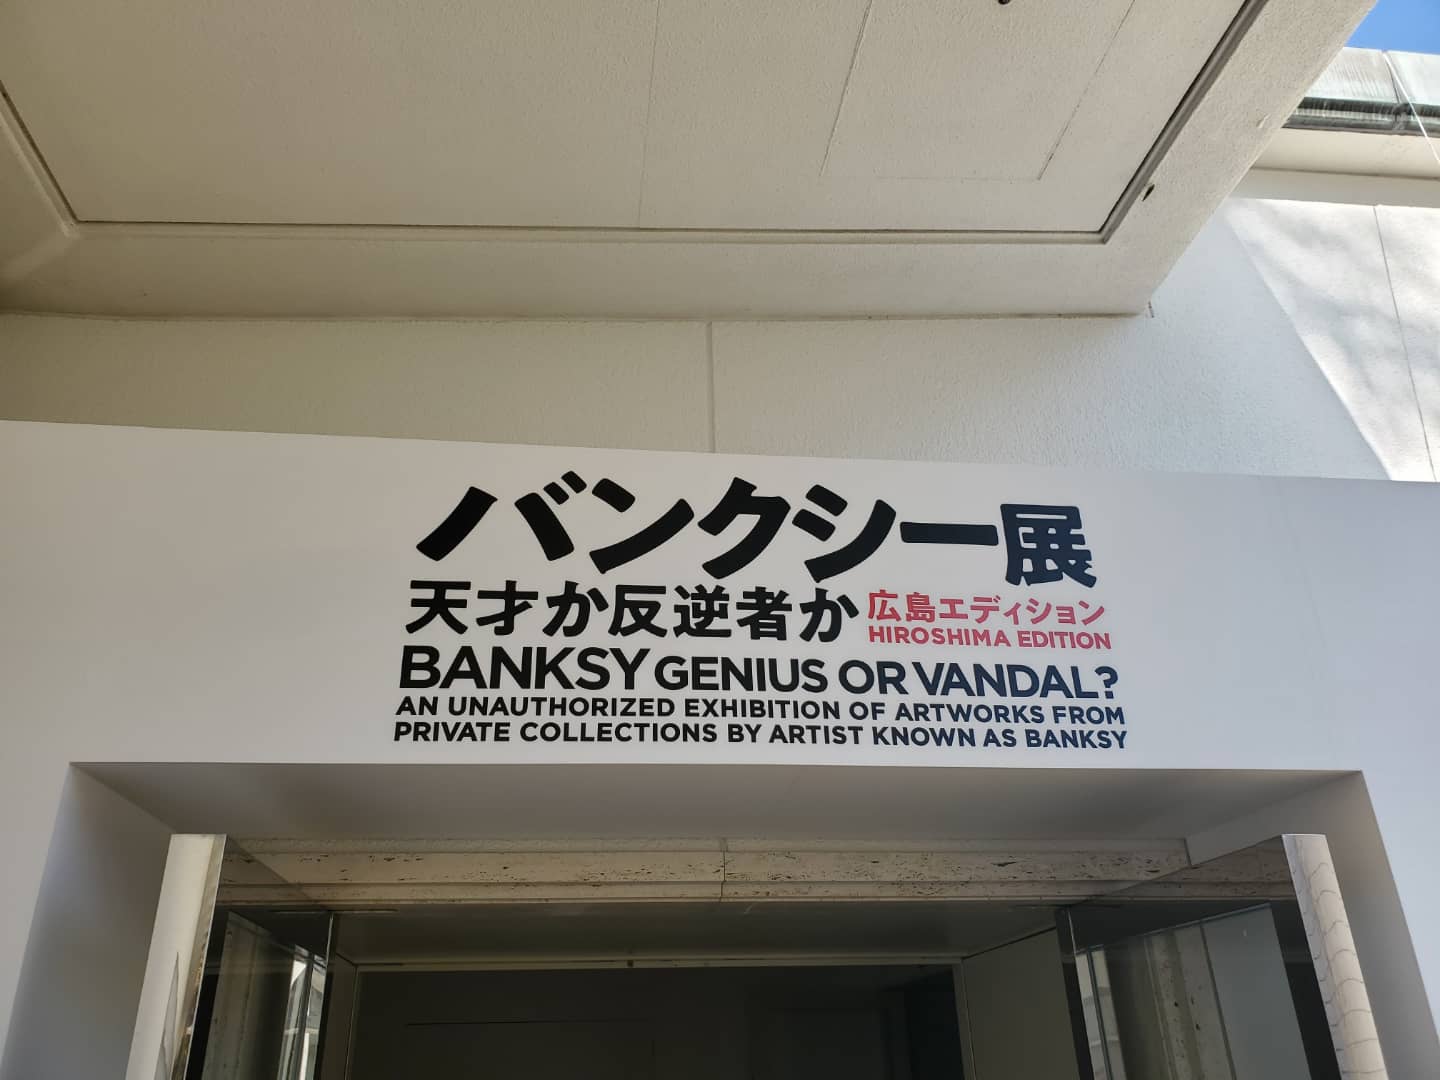 バンクシー展
天才か反逆者か 広島エディション
HIROSHIMA EDITION
BANKSY GENIUS OR VANDAL?
AN UNAUTHORIZED EXHIBITION OF ARTWORKS FROM
PRIVATE COLLECTIONS BY ARTIST KNOWN AS BANKSY